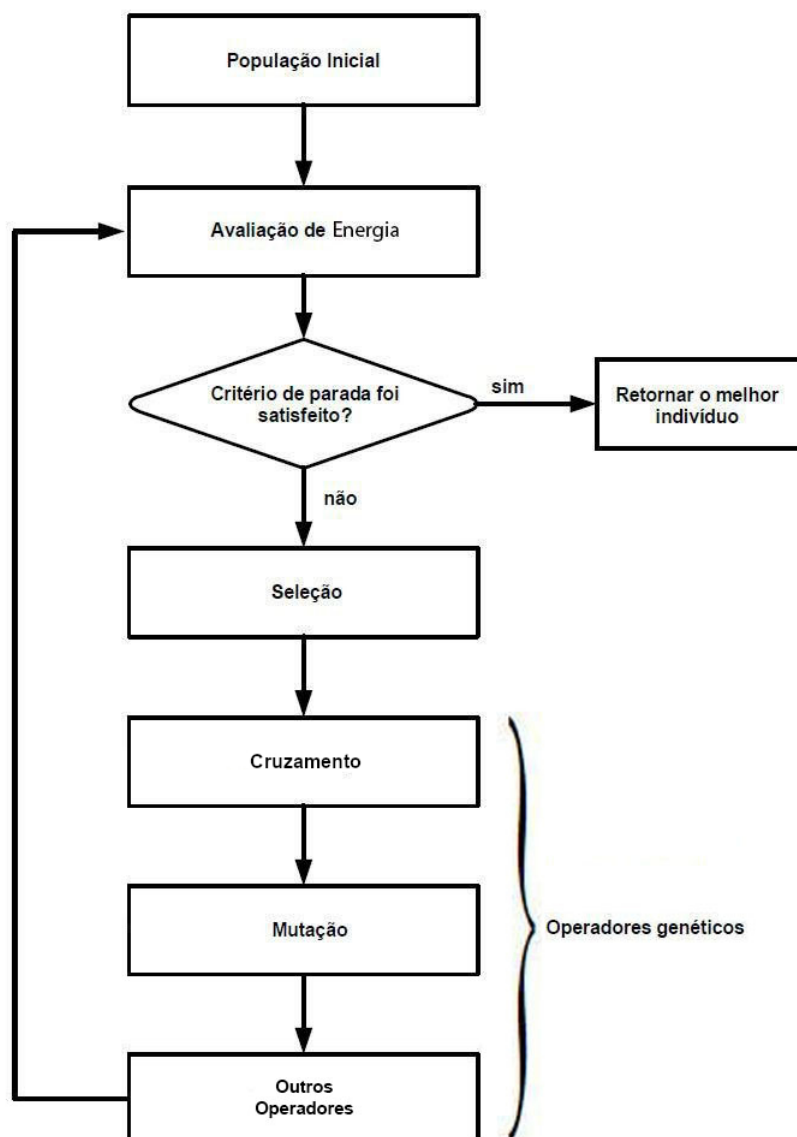 População Inicial
Avaliação de Energia
Critério de parada foi
satisfeito?
sim
Retornar o melhor
indivíduo
não
Seleção
Cruzamento
Mutação
Operadores genéticos
Outros
Operadores